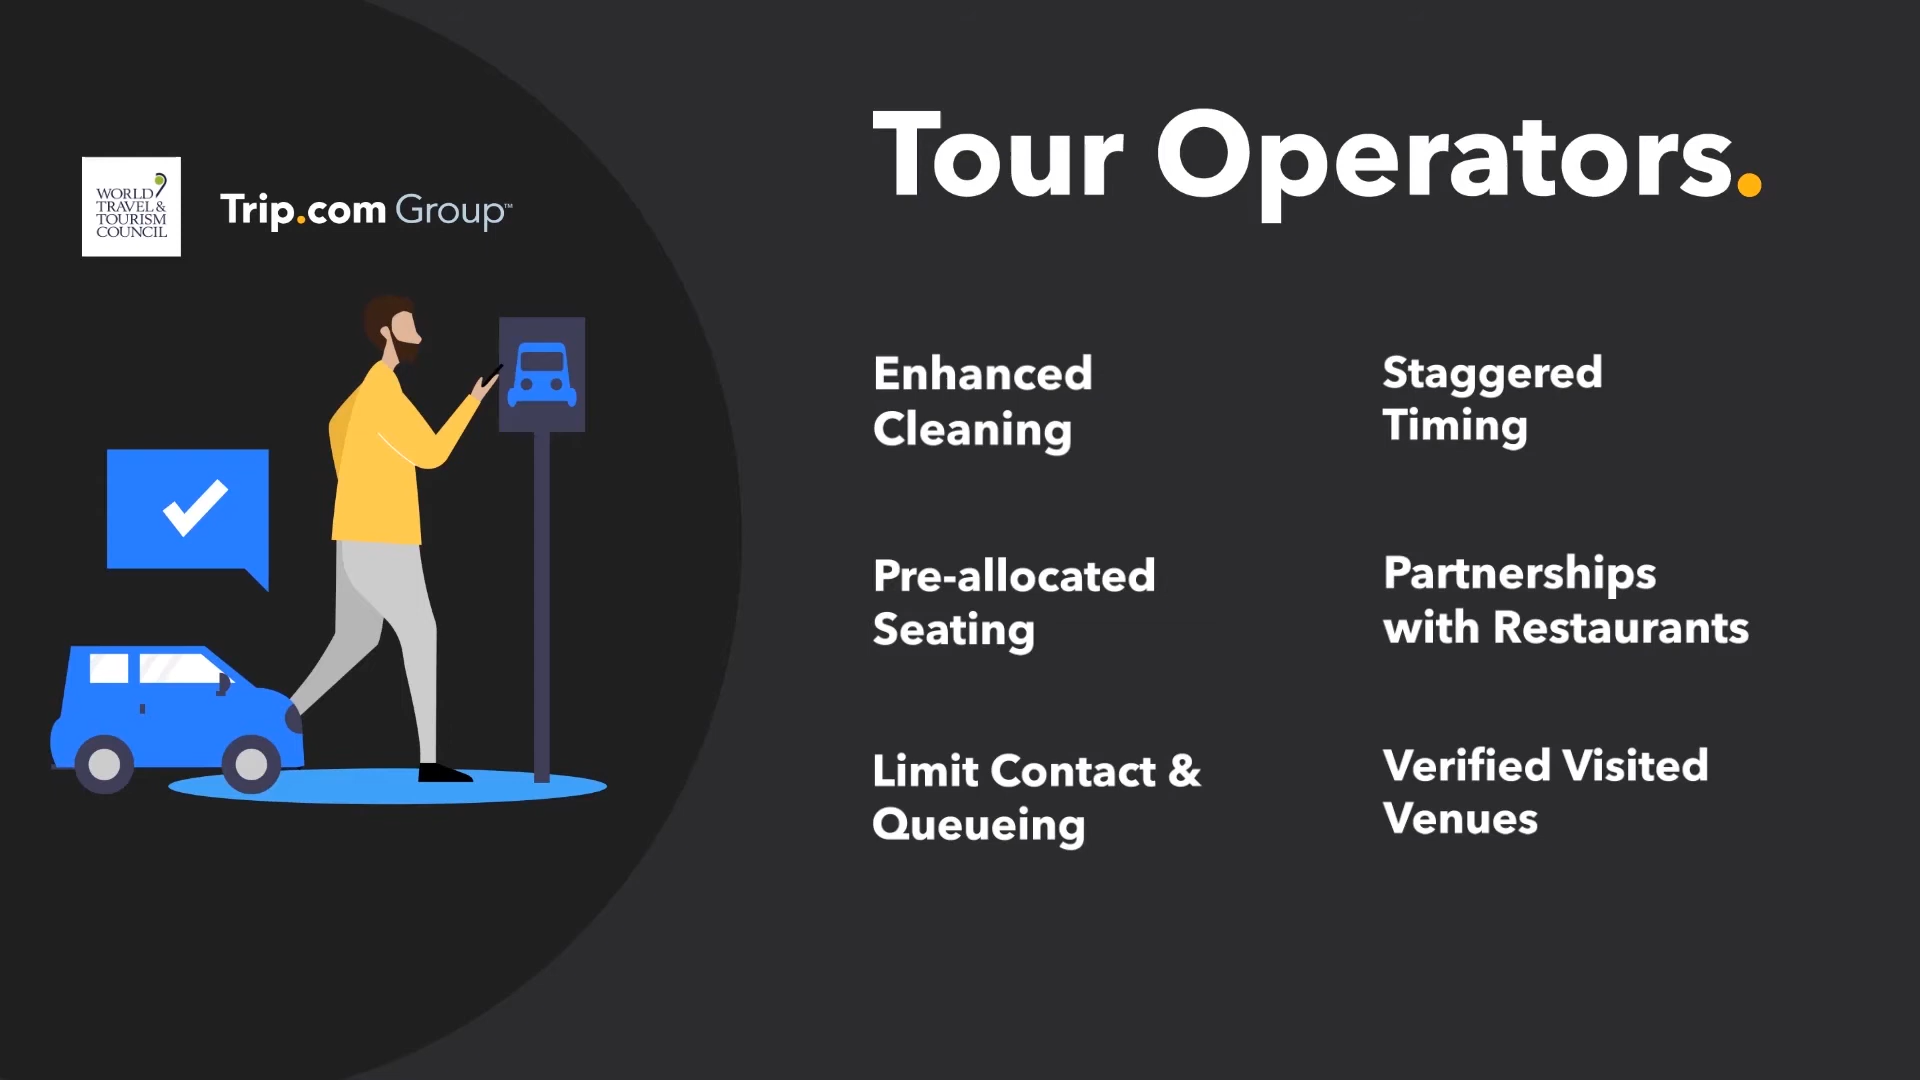 WORLD
TRAVEL &
TOURISM
COUNCIL
Trip.com Group™
Tour Operators.
Enhanced
Cleaning
Staggered
Timing
Pre-allocated
Seating
Partnerships
with Restaurants
Limit Contact &
Queueing
Verified Visited
Venues